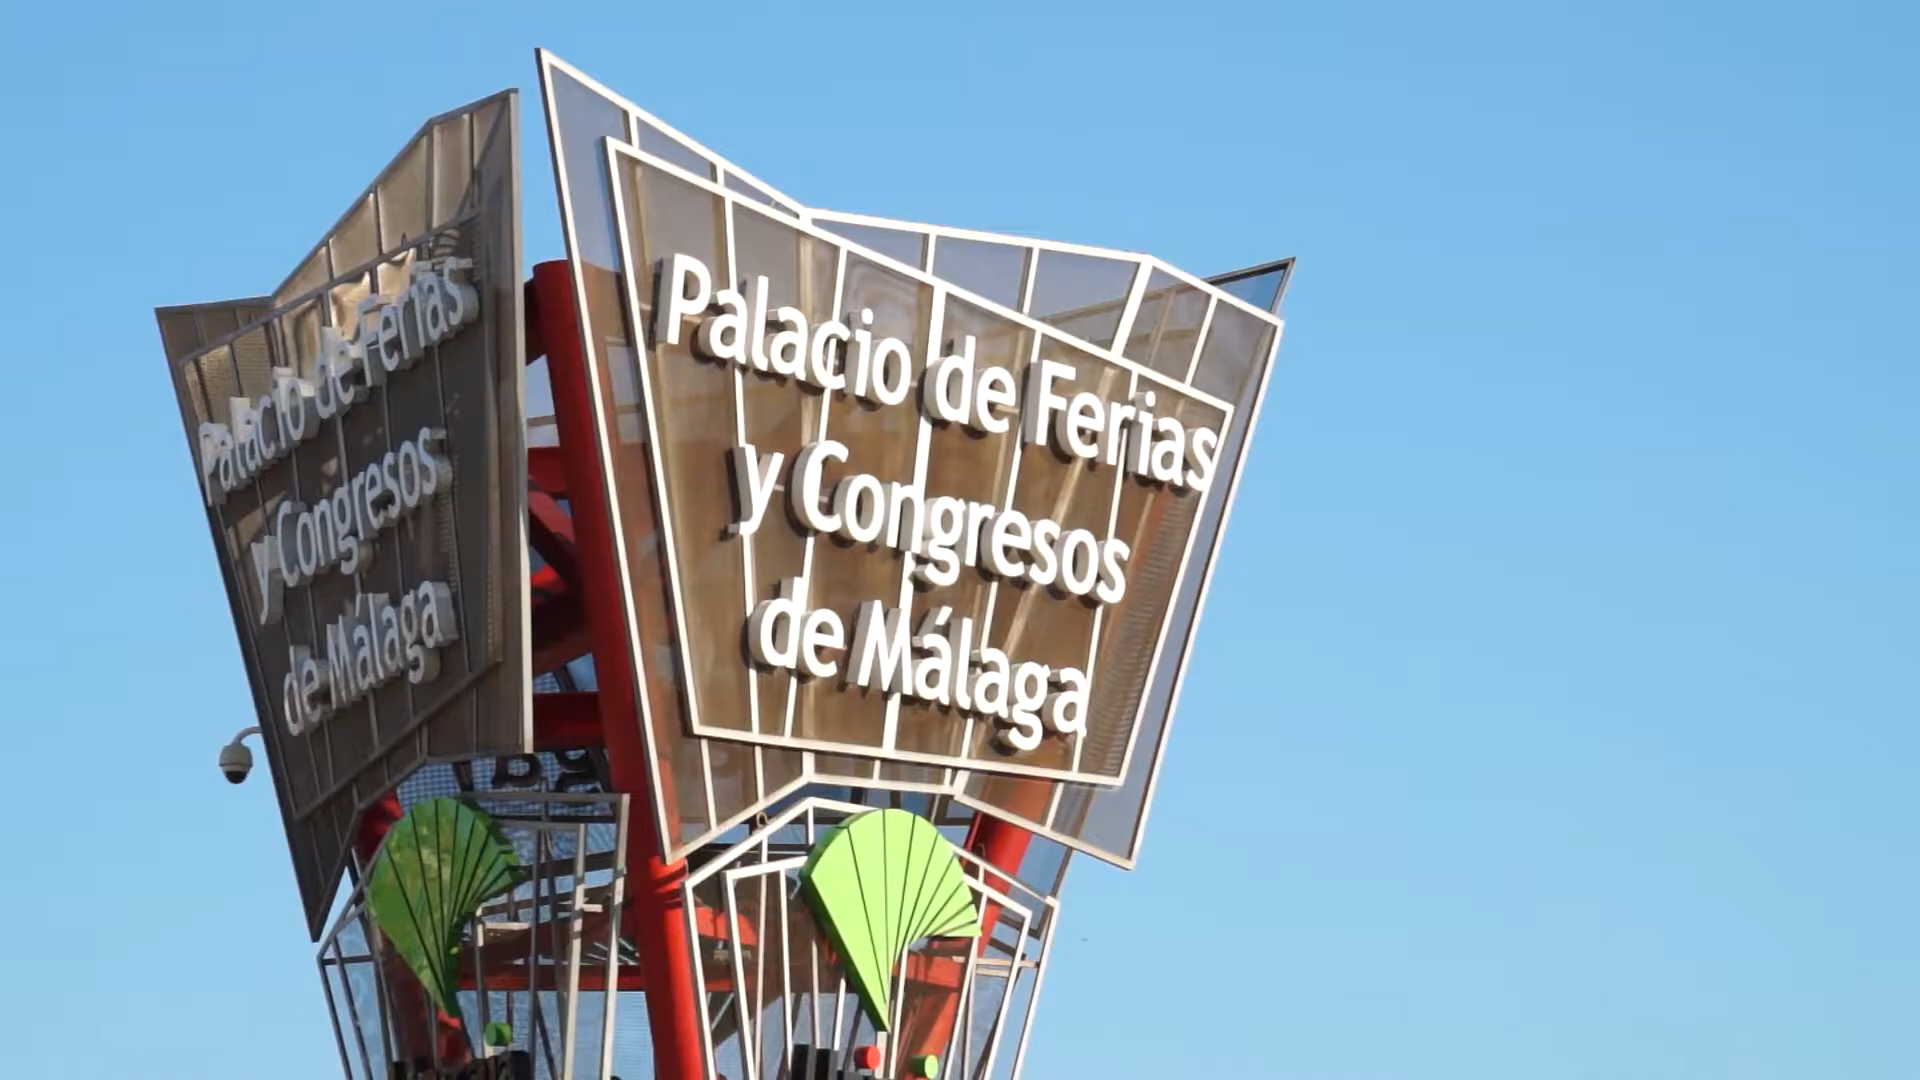 Palacio de Ferias
y Congresos
de Málaga
Palacio de Ferias
y Congresos
de Málaga